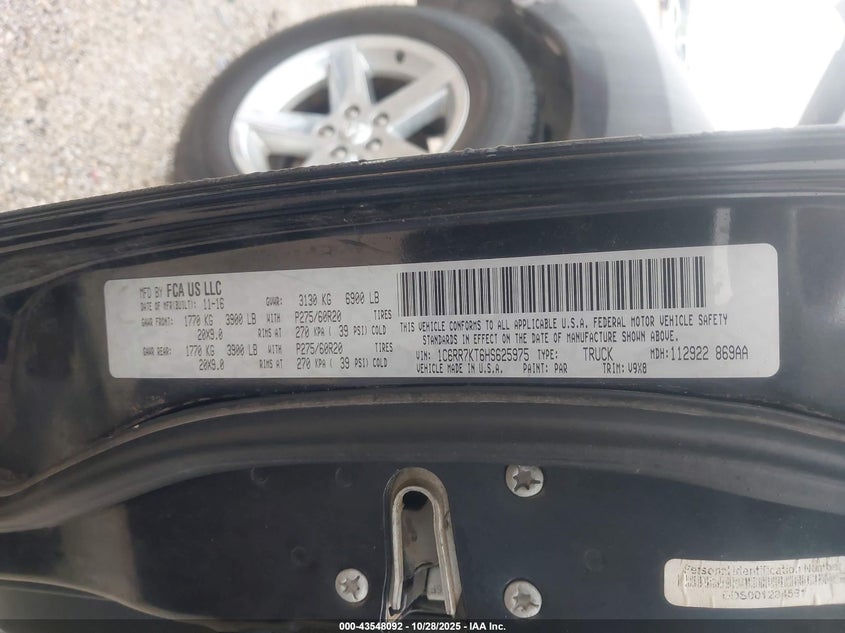 MFD BY FCA US LLC
DATE OF MFR(BUILT): 11-16 GVWR: 3130 KG 6900 LB
GAWR FRONT: 1770 KG 3900 LB WITH P275/60R20 TIRES
20X9.0 RIMS AT 270 KPA ( 39 PSI) COLD
GAWR REAR: 1770 KG 3900 LB WITH P275/60R20 TIRES
20X9.0 RIMS AT 270 KPA ( 39 PSI) COLD
THIS VEHICLE CONFORMS TO ALL APPLICABLE U.S.A. FEDERAL MOTOR VEHICLE SAFETY
STANDARDS IN EFFECT ON THE DATE OF MANUFACTURE SHOWN ABOVE.
VIN: 1C6RR7KT6HS625975 TYPE: TRUCK MDH: 112922 869AA
VEHICLE MADE IN U.S.A. PAINT: PAR TRIM: V9X8
Personal Identification Number
000-43548092 - 10/28/2025 - IAA Inc.